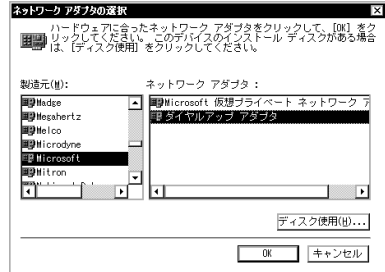 ネットワーク アダプタの選択
ハードウェアに合ったネットワーク アダプタをクリックして、[OK] をク
リックしてください。 このデバイスのインストール ディスクがある場合
は、[ディスク使用] をクリックしてください。
製造元(M):
ネットワーク アダプタ :
Madge
Megahertz
Melco
Microdyne
Microsoft
Mitron
Microsoft 仮想プライベート ネットワーク ア
ダイヤルアップ アダプタ
ディスク使用(H)...
OK
キャンセル